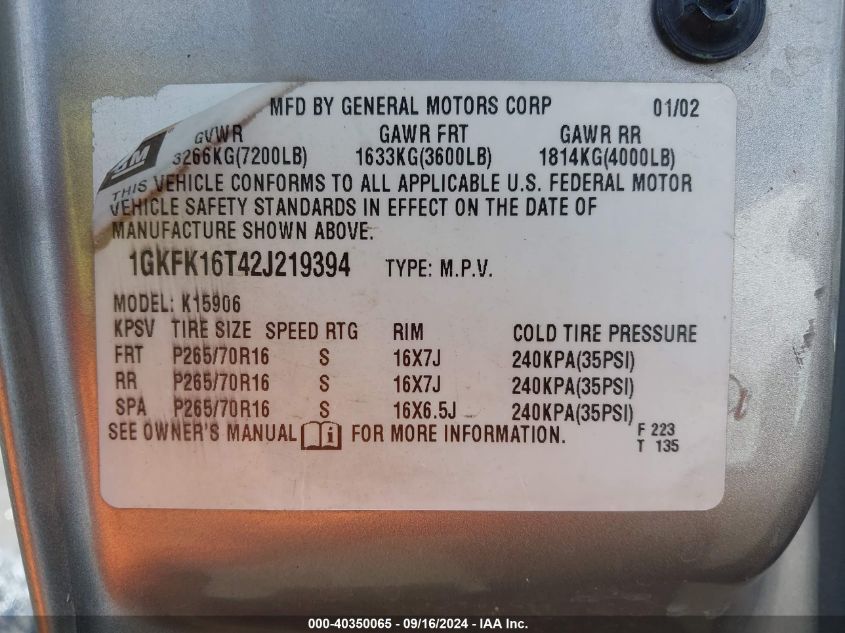 MFD BY GENERAL MOTORS CORP 01/02
GVWR GAWR FRT GAWR RR
3266KG(7200LB) 1633KG(3600LB) 1814KG(4000LB)
GM
THIS VEHICLE CONFORMS TO ALL APPLICABLE U.S. FEDERAL MOTOR
VEHICLE SAFETY STANDARDS IN EFFECT ON THE DATE OF
MANUFACTURE SHOWN ABOVE.
1GKFK16T42J219394 TYPE: M.P.V.
MODEL: K15906
KPSV TIRE SIZE SPEED RTG RIM COLD TIRE PRESSURE
FRT P265/70R16 S 16X7J 240KPA(35PSI)
RR P265/70R16 S 16X7J 240KPA(35PSI)
SPA P265/70R16 S 16X6.5J 240KPA(35PSI)
SEE OWNER'S MANUAL i FOR MORE INFORMATION. F 223
T 135
000-40350065 - 09/16/2024 - IAA Inc.